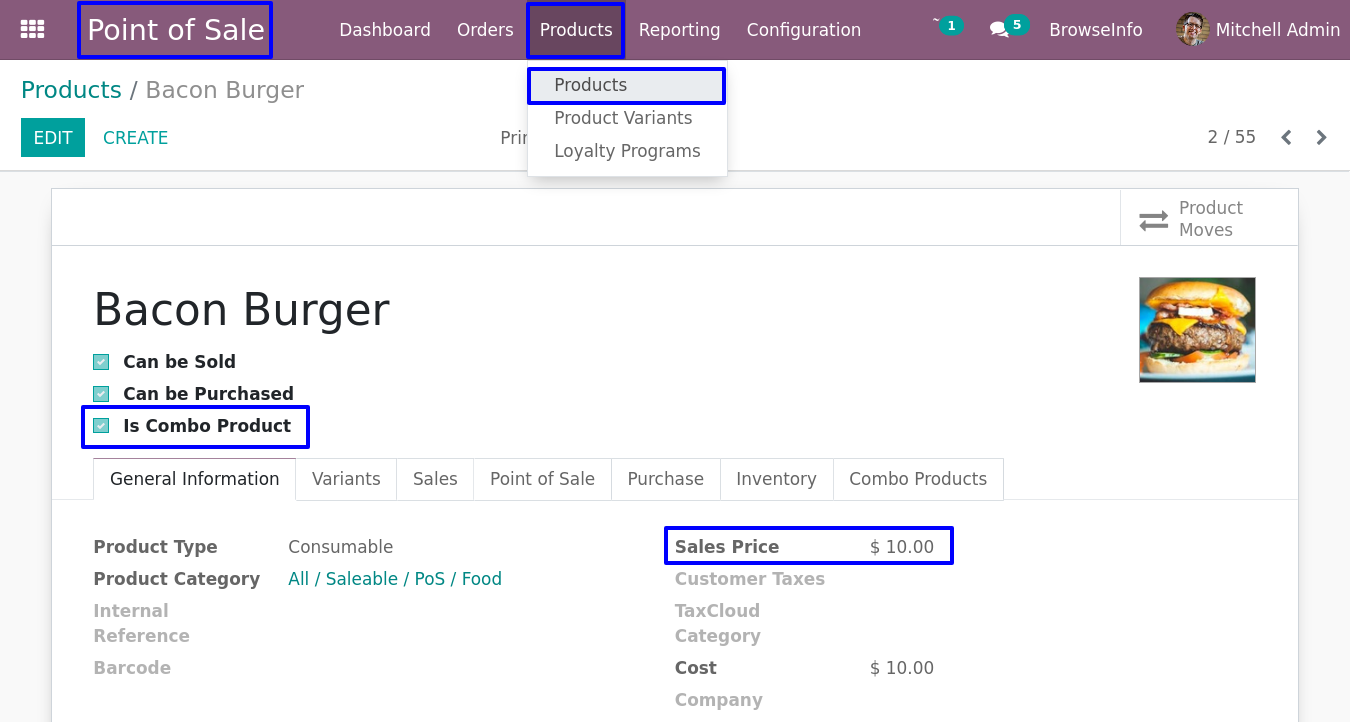 Point of Sale Dashboard Orders Products Reporting Configuration 1 5 BrowseInfo Mitchell Admin
Products / Bacon Burger
Products
Product Variants
Loyalty Programs
EDIT CREATE 2 / 55
Product
Moves
Bacon Burger
Can be Sold
Can be Purchased
Is Combo Product
General Information Variants Sales Point of Sale Purchase Inventory Combo Products
Product Type Consumable Sales Price $ 10.00
Product Category All / Saleable / PoS / Food Customer Taxes
Internal TaxCloud
Reference Category
Barcode Cost $ 10.00
Company